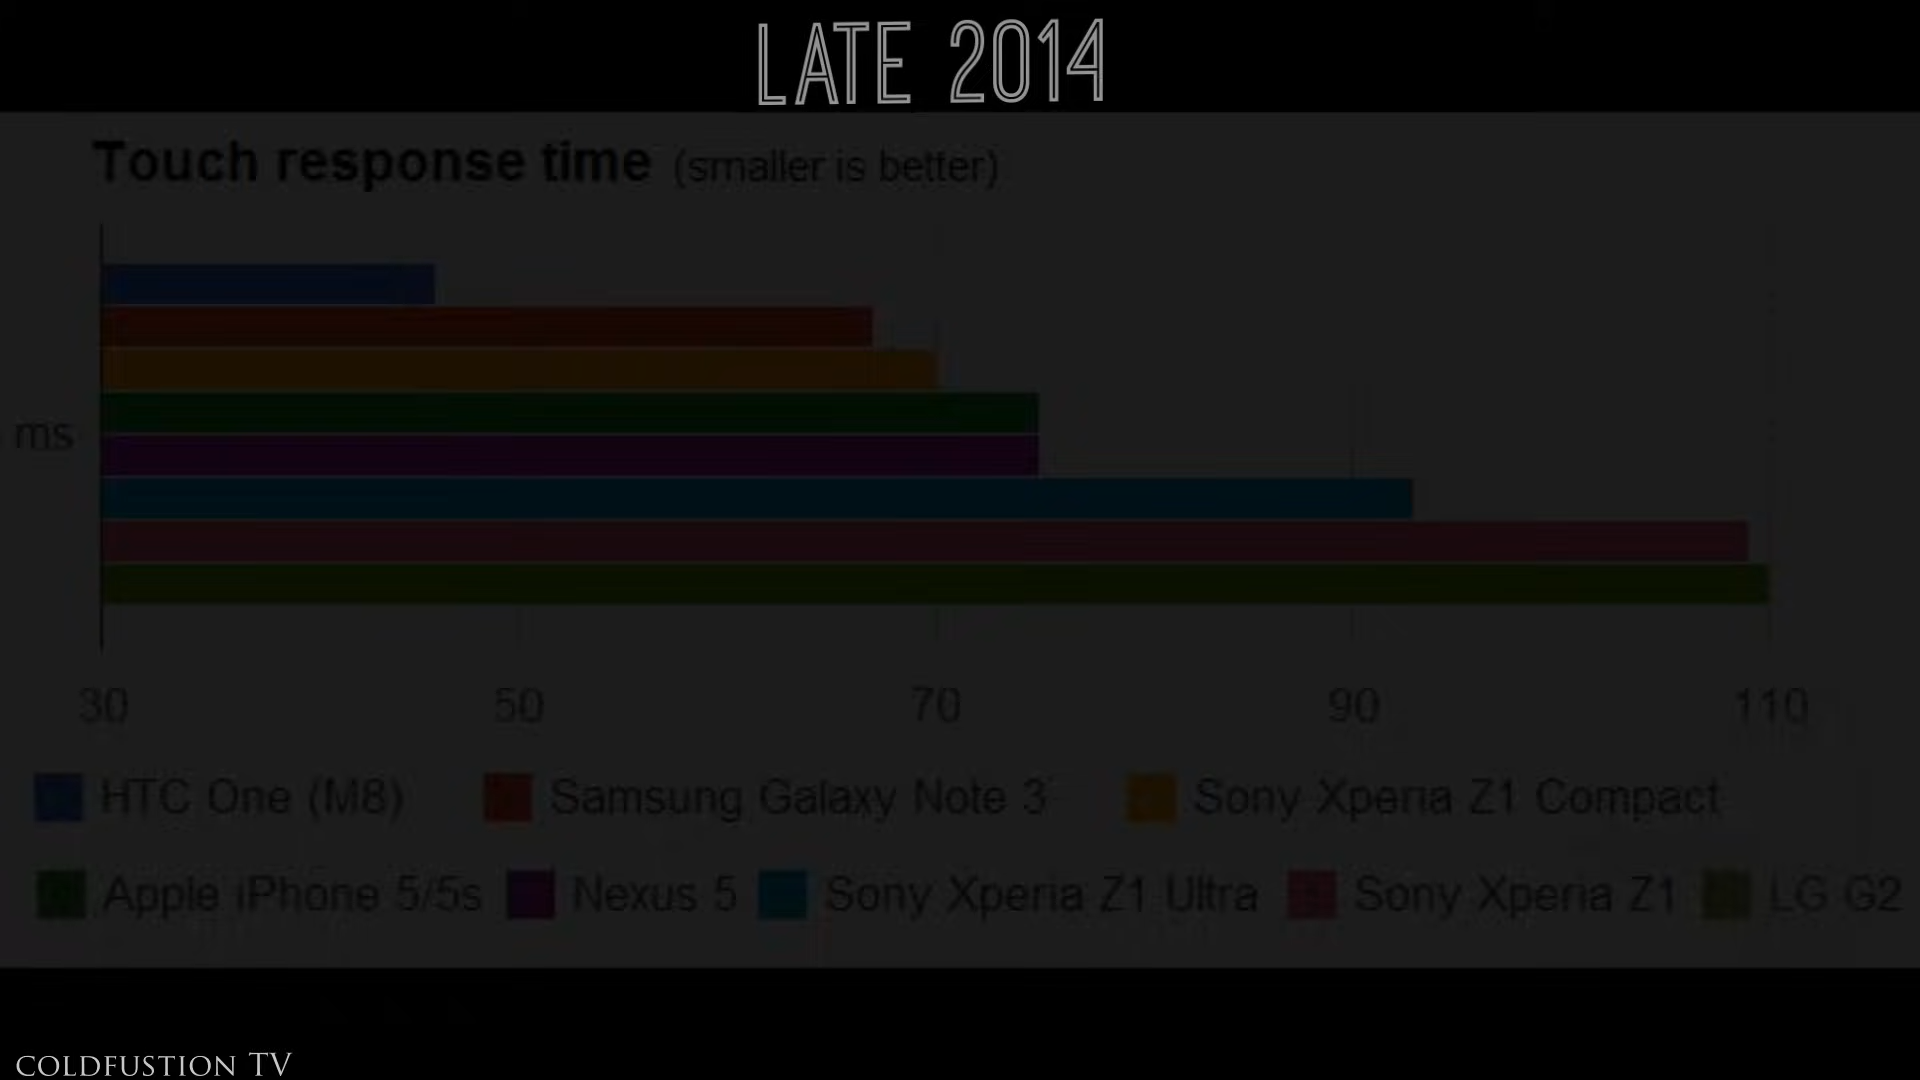 LATE 2014
Touch response time (smaller is better)
ms
30 50 70 90 110
HTC One (M8) Samsung Galaxy Note 3 Sony Xperia Z1 Compact
Apple iPhone 5/5s Nexus 5 Sony Xperia Z1 Ultra Sony Xperia Z1 LG G2
COLDFUSTION TV